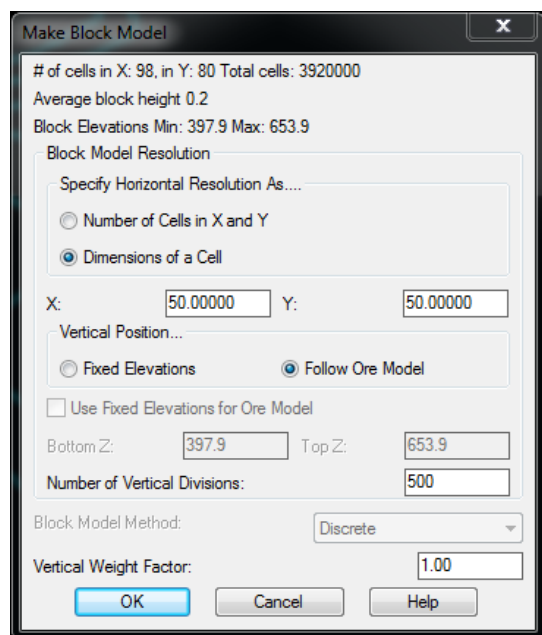 Make Block Model
x
# of cells in X: 98, in Y: 80 Total cells: 3920000
Average block height 0.2
Block Elevations Min: 397.9 Max: 653.9
Block Model Resolution
Specify Horizontal Resolution As....
Number of Cells in X and Y
Dimensions of a Cell
X: 50.00000 Y: 50.00000
Vertical Position...
Fixed Elevations Follow Ore Model
Use Fixed Elevations for Ore Model
Bottom Z: 397.9 Top Z: 653.9
Number of Vertical Divisions: 500
Block Model Method: Discrete
Vertical Weight Factor: 1.00
OK Cancel Help